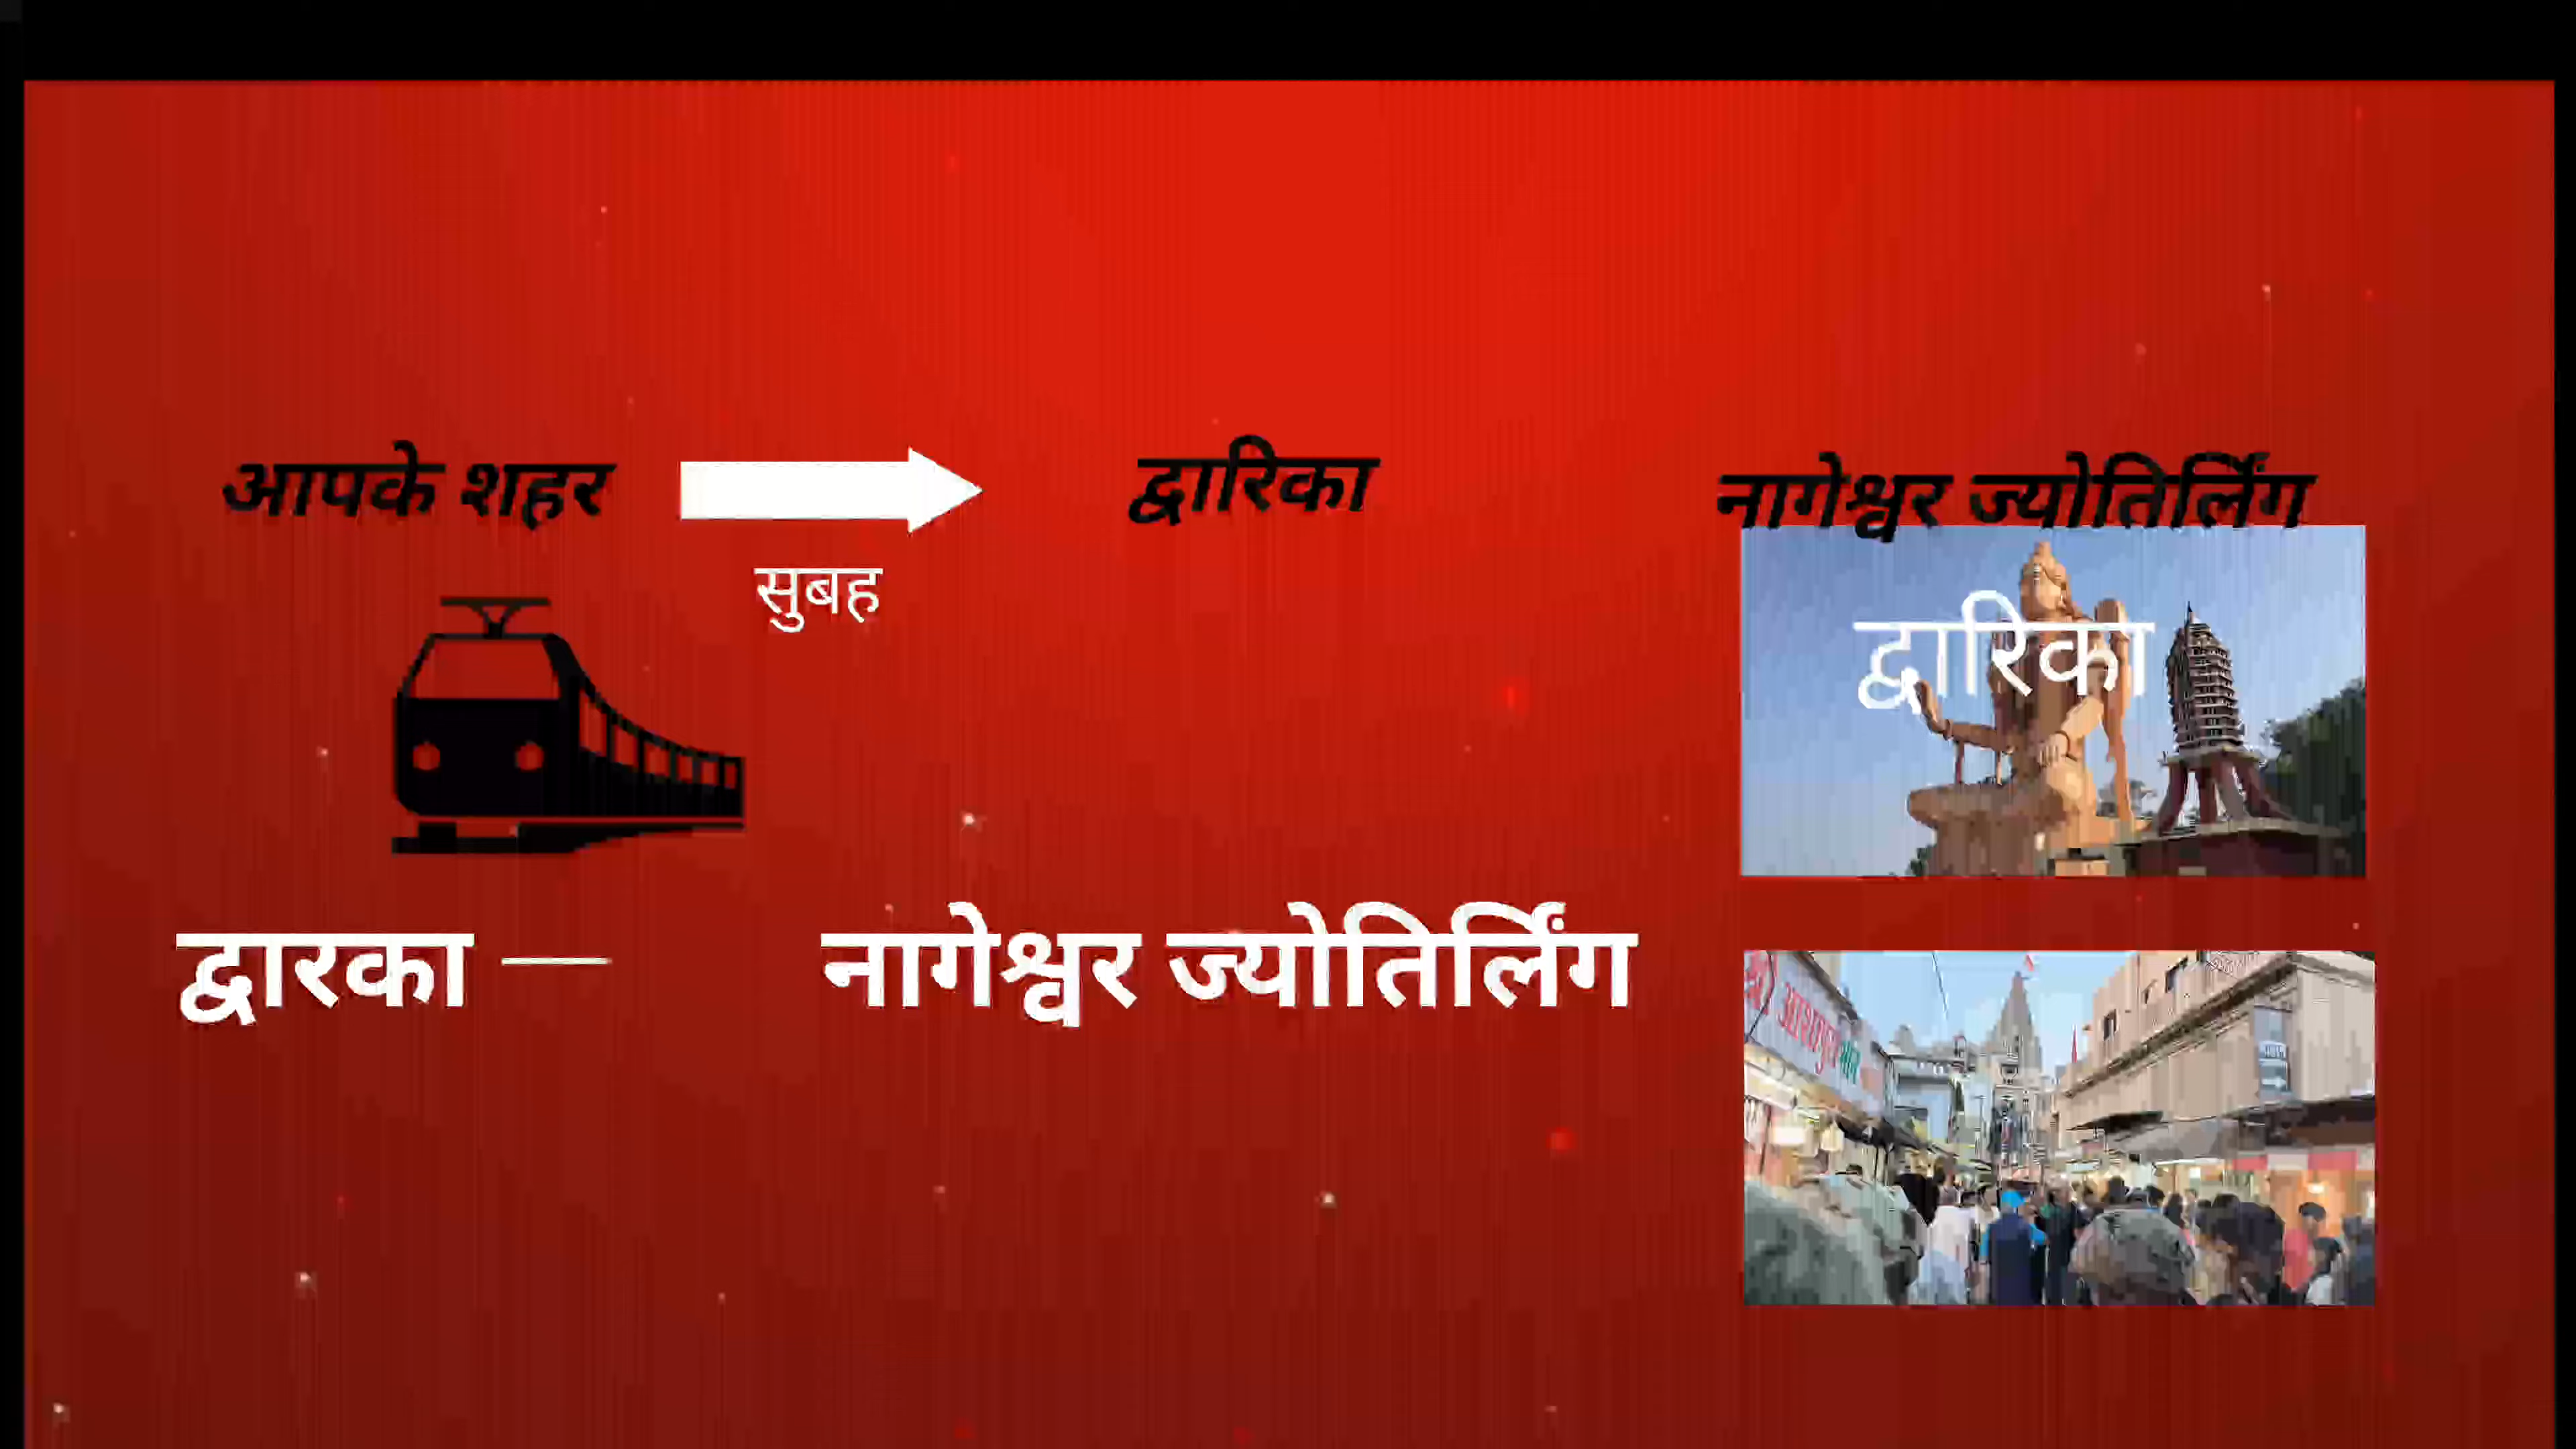 आपके शहर
द्वारिका
नागेश्वर ज्योतिर्लिंग
सुबह
द्वारिका
द्वारका —
नागेश्वर ज्योतिर्लिंग